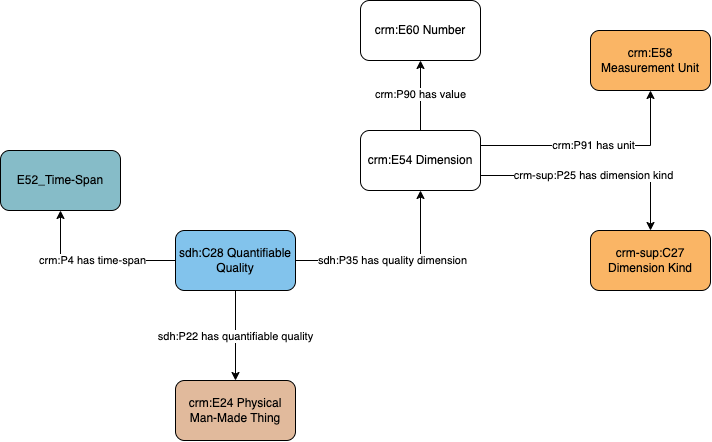 crm:E60 Number
crm:E58
Measurement Unit
crm:P90 has value
crm:E54 Dimension
crm:P91 has unit
crm-sup:P25 has dimension kind
E52_Time-Span
sdh:C28 Quantifiable
Quality
crm:P4 has time-span
sdh:P35 has quality dimension
crm-sup:C27
Dimension Kind
sdh:P22 has quantifiable quality
crm:E24 Physical
Man-Made Thing